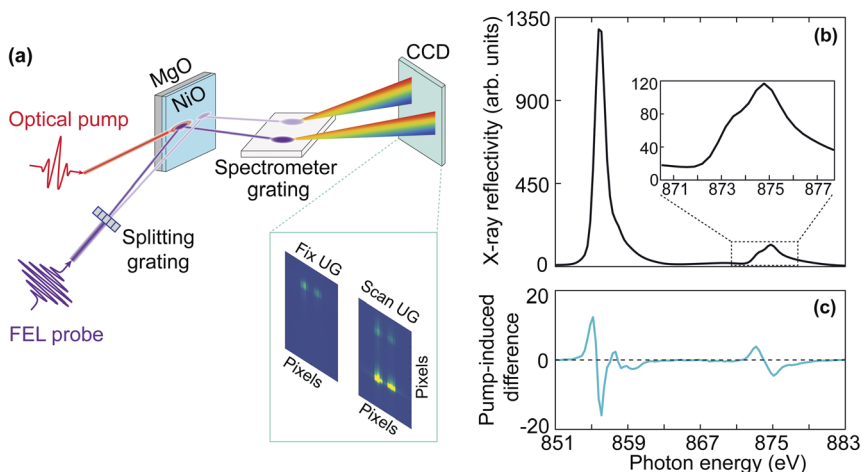 (a)
MgO
NiO
CCD
Optical pump
Spectrometer
grating
Splitting
grating
FEL probe
Fix UG
Scan UG
Pixels
Pixels
Pixels
(b)
X-ray reflectivity (arb. units)
1350
900
450
0
120
80
40
0
871 873 875 877
(c)
Pump-induced
difference
20
0
-20
851 859 867 875 883
Photon energy (eV)